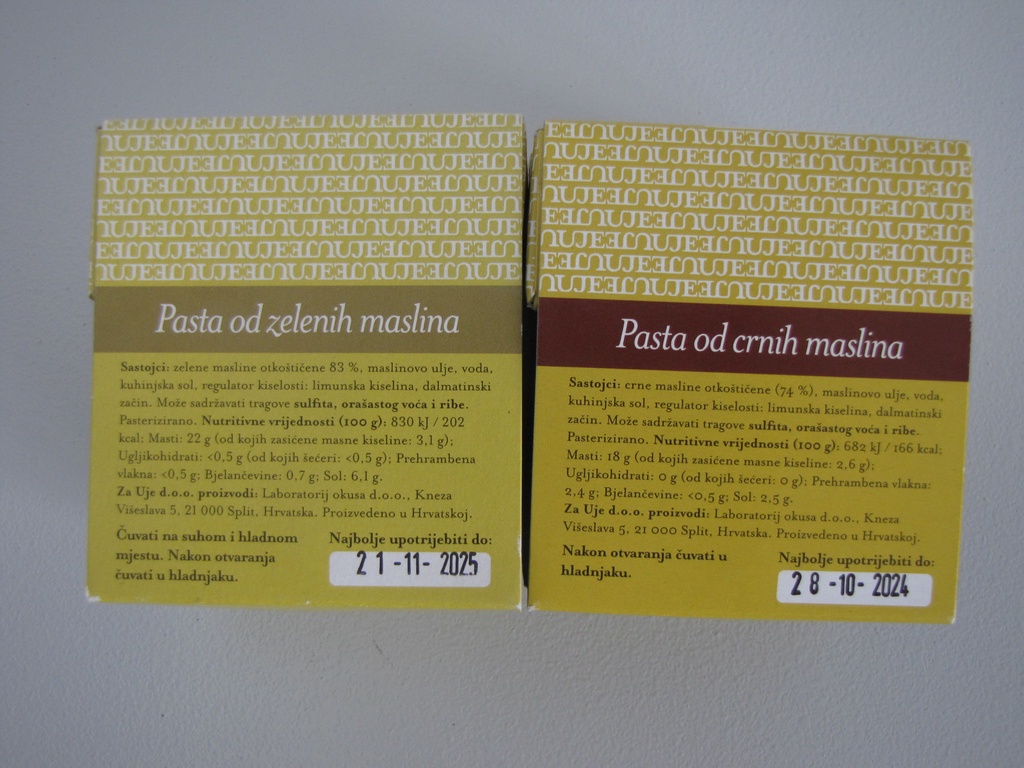 Pasta od zelenih maslina
Sastojci: zelene masline otkoštičene 83 %, maslinovo ulje, voda,
kuhinjska sol, regulator kiselosti: limunska kiselina, dalmatinski
začin. Može sadržavati tragove sulfita, orašastog voća i ribe.
Pasterizirano. Nutritivne vrijednosti (100 g): 830 kJ / 202
kcal; Masti: 22 g (od kojih zasićene masne kiseline: 3,1 g);
Ugljikohidrati: <0,5 g (od kojih šećeri: <0,5 g); Prehrambena
vlakna: <0,5 g; Bjelančevine: 0,7 g; Sol: 6,1 g.
Za Uje d.o.o. proizvodi: Laboratorij okusa d.o.o., Kneza
Višeslava 5, 21 000 Split, Hrvatska. Proizvedeno u Hrvatskoj.
Čuvati na suhom i hladnom
mjestu. Nakon otvaranja
čuvati u hladnjaku.
Najbolje upotrijebiti do:
21-11-2025
Pasta od crnih maslina
Sastojci: crne masline otkoštičene (74 %), maslinovo ulje, voda,
kuhinjska sol, regulator kiselosti: limunska kiselina, dalmatinski
začin. Može sadržavati tragove sulfita, orašastog voća i ribe.
Pasterizirano. Nutritivne vrijednosti (100 g): 682 kJ / 166 kcal;
Masti: 18 g (od kojih zasićene masne kiseline: 2,6 g);
Ugljikohidrati: 0 g (od kojih šećeri: 0 g); Prehrambena vlakna:
2,4 g; Bjelančevine: <0,5 g; Sol: 2,5 g.
Za Uje d.o.o. proizvodi: Laboratorij okusa d.o.o., Kneza
Višeslava 5, 21 000 Split, Hrvatska. Proizvedeno u Hrvatskoj.
Nakon otvaranja čuvati u
hladnjaku.
Najbolje upotrijebiti do:
28-10-2024